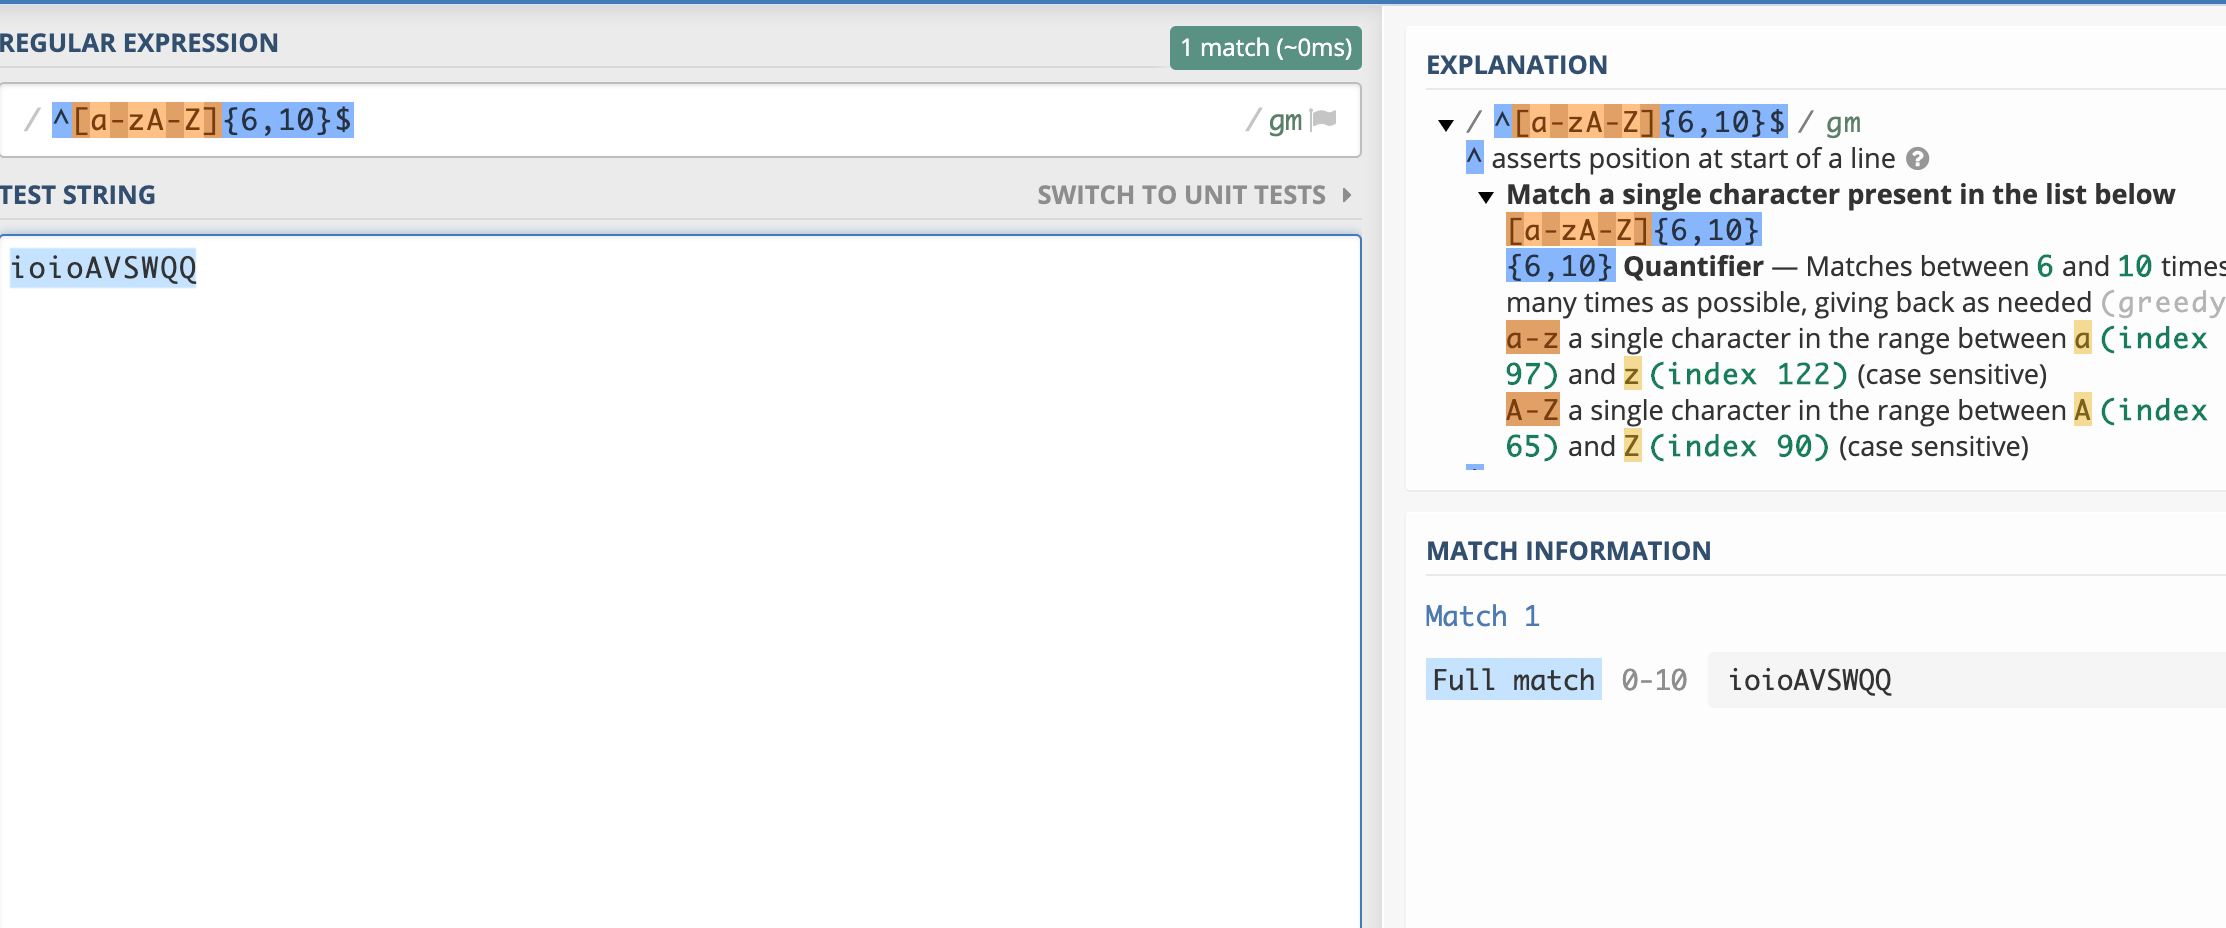 REGULAR EXPRESSION
1 match (~0ms)
/ ^[a-zA-Z]{6,10}$ / gm
TEST STRING
SWITCH TO UNIT TESTS
ioioAVSWQQ
EXPLANATION
/ ^[a-zA-Z]{6,10}$ / gm
^ asserts position at start of a line
Match a single character present in the list below
[a-zA-Z]{6,10}
{6,10} Quantifier — Matches between 6 and 10 times
many times as possible, giving back as needed (greedy
a-z a single character in the range between a (index
97) and z (index 122) (case sensitive)
A-Z a single character in the range between A (index
65) and Z (index 90) (case sensitive)
MATCH INFORMATION
Match 1
Full match 0-10 ioioAVSWQQ